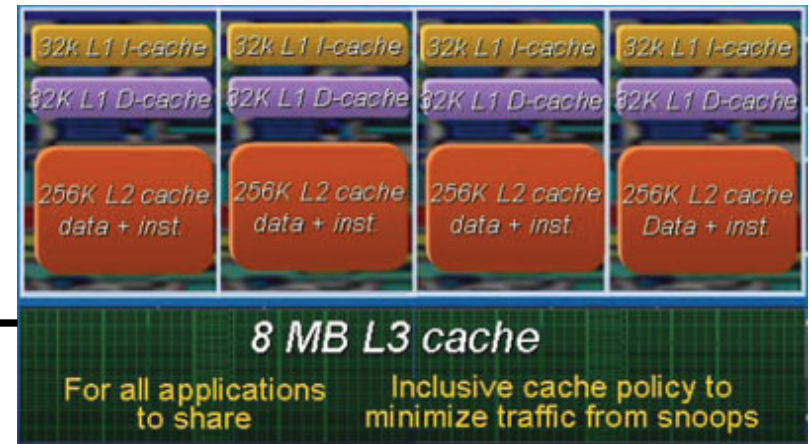 32k L1 I-cache
32k L1 I-cache
32k L1 I-cache
32k L1 I-cache
32K L1 D-cache
32K L1 D-cache
32K L1 D-cache
32K L1 D-cache
256K L2 cache
data + inst.
256K L2 cache
data + inst.
256K L2 cache
data + inst.
256K L2 cache
Data + inst.
8 MB L3 cache
For all applications
to share
Inclusive cache policy to
minimize traffic from snoops